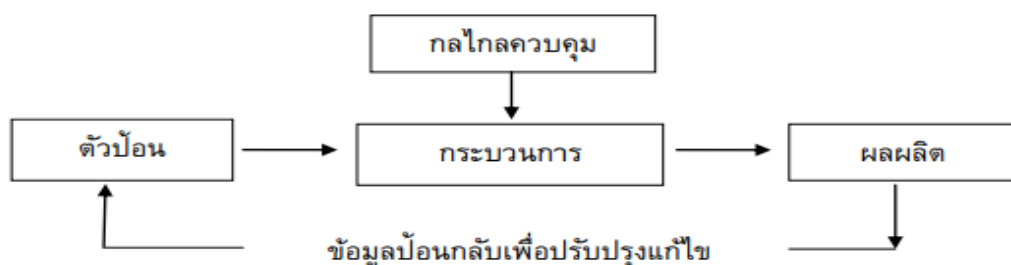 กลไกลควบคุม
ตัวป้อน
กระบวนการ
ผลผลิต
ข้อมูลป้อนกลับเพื่อปรับปรุงแก้ไข